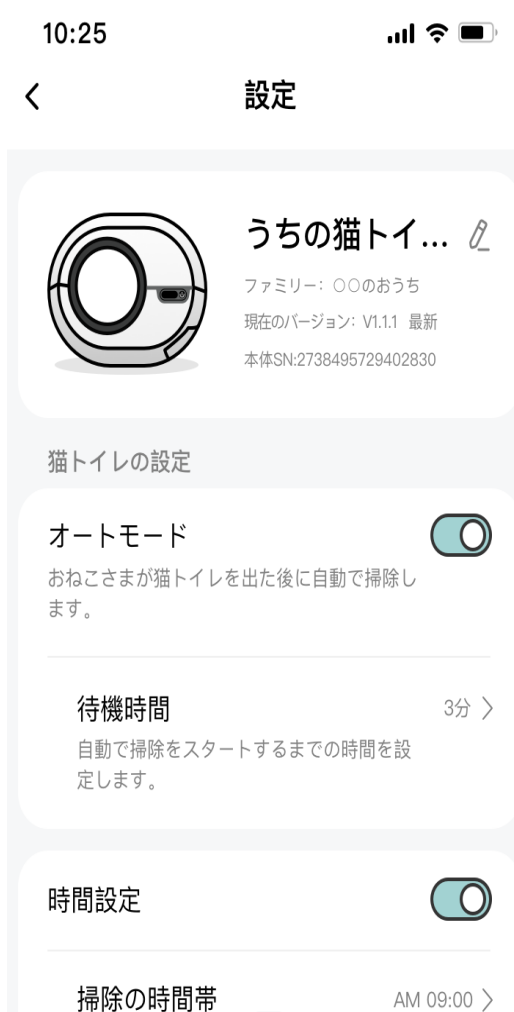 10:25
設定
うちの猫トイ...
ファミリー：○○のおうち
現在のバージョン：V1.1.1 最新
本体SN:2738495729402830
猫トイレの設定
オートモード
おねこさまが猫トイレを出た後に自動で掃除し
ます。
待機時間
3分
自動で掃除をスタートするまでの時間を設
定します。
時間設定
掃除の時間帯
AM 09:00